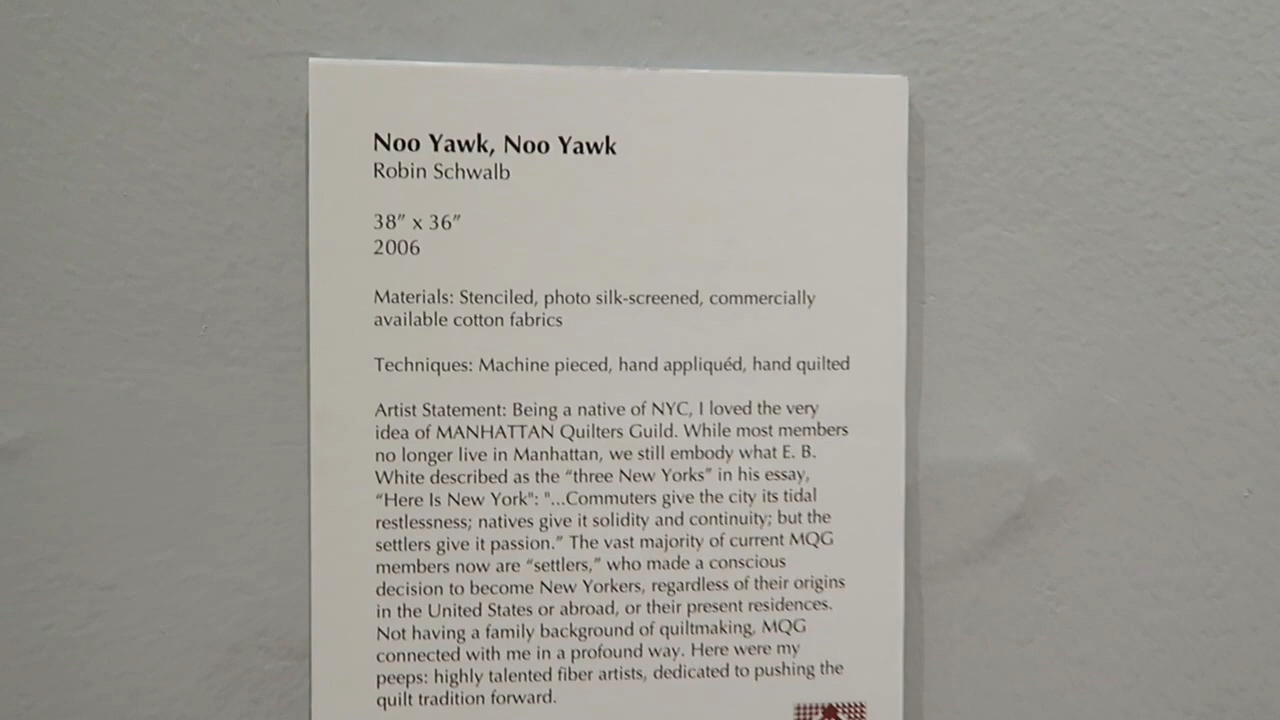 Noo Yawk, Noo Yawk
Robin Schwalb
38" x 36"
2006
Materials: Stenciled, photo silk-screened, commercially
available cotton fabrics
Techniques: Machine pieced, hand appliquéd, hand quilted
Artist Statement: Being a native of NYC, I loved the very
idea of MANHATTAN Quilters Guild. While most members
no longer live in Manhattan, we still embody what E. B.
White described as the “three New Yorks” in his essay,
“Here Is New York": "...Commuters give the city its tidal
restlessness; natives give it solidity and continuity; but the
settlers give it passion.” The vast majority of current MQG
members now are “settlers,” who made a conscious
decision to become New Yorkers, regardless of their origins
in the United States or abroad, or their present residences.
Not having a family background of quiltmaking, MQG
connected with me in a profound way. Here were my
peeps: highly talented fiber artists, dedicated to pushing the
quilt tradition forward.